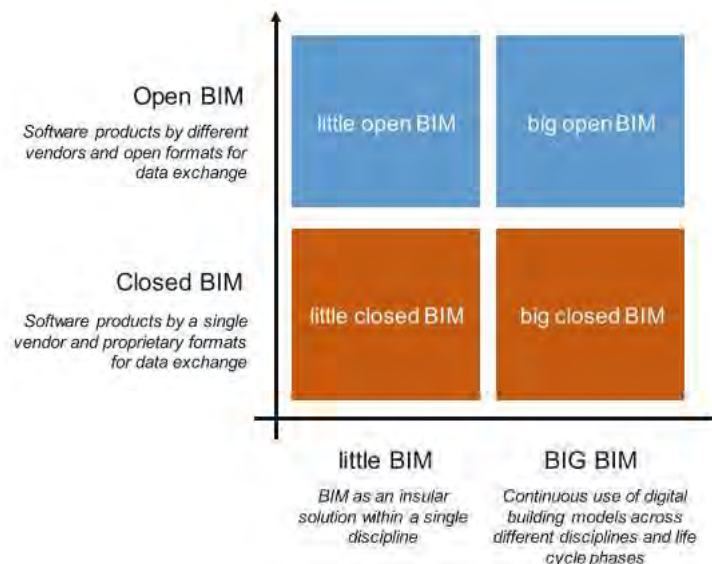 Open BIM
Software products by different
vendors and open formats for
data exchange
little open BIM
big open BIM
Closed BIM
Software products by a single
vendor and proprietary formats
for data exchange
little closed BIM
big closed BIM
little BIM
BIM as an insular
solution within a single
discipline
BIG BIM
Continuous use of digital
building models across
different disciplines and life
cycle phases